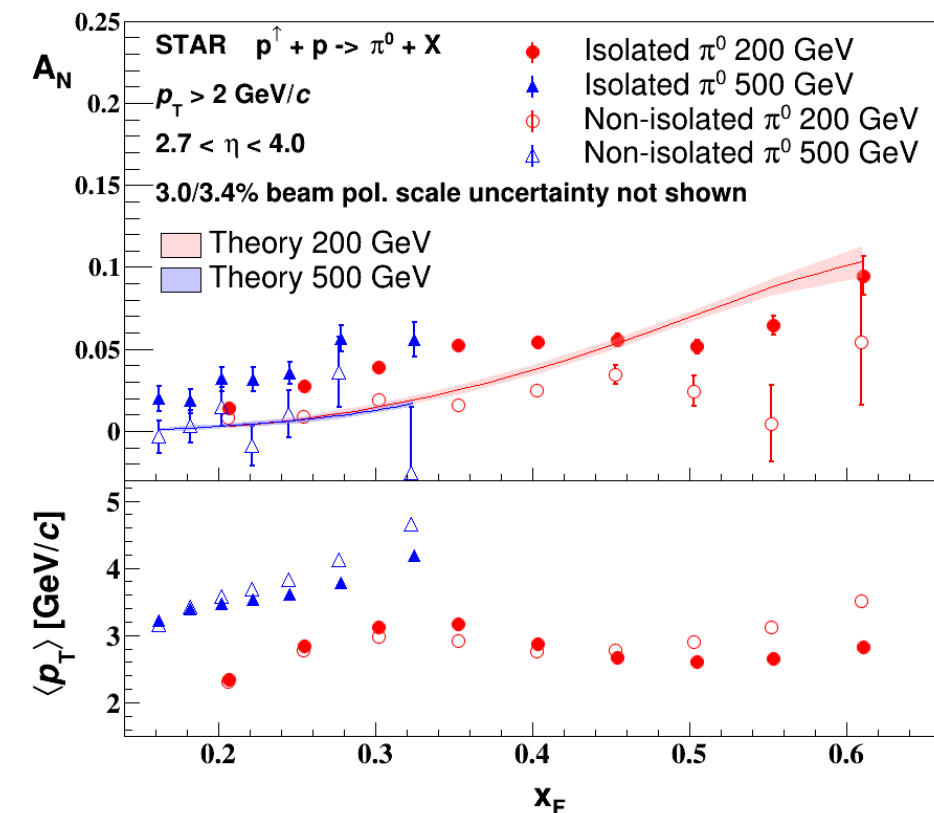 STAR p↑ + p -> π⁰ + X
p_T > 2 GeV/c
2.7 < η < 4.0
3.0/3.4% beam pol. scale uncertainty not shown
Isolated π⁰ 200 GeV
Isolated π⁰ 500 GeV
Non-isolated π⁰ 200 GeV
Non-isolated π⁰ 500 GeV
Theory 200 GeV
Theory 500 GeV
A_N
0.25
0.2
0.15
0.1
0.05
0
⟨p_T⟩ [GeV/c]
5
4
3
2
0.2 0.3 0.4 0.5 0.6
x_F